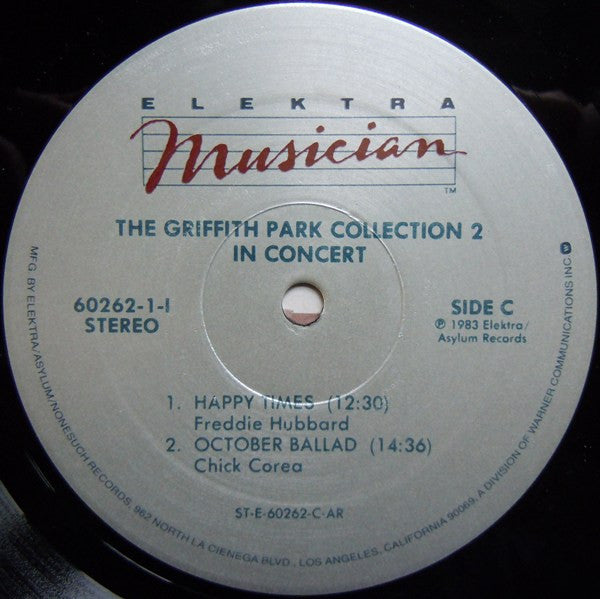 ELEKTRA
Musician
TM
THE GRIFFITH PARK COLLECTION 2
IN CONCERT
60262-1-I
STEREO
SIDE C
℗ 1983 Elektra/
Asylum Records
1. HAPPY TIMES (12:30)
Freddie Hubbard
2. OCTOBER BALLAD (14:36)
Chick Corea
ST-E-60262-C-AR
MFG. BY ELEKTRA/ASYLUM/NONESUCH RECORDS, 962 NORTH LA CIENEGA BLVD., LOS ANGELES, CALIFORNIA 90069, A DIVISION OF WARNER COMMUNICATIONS INC.